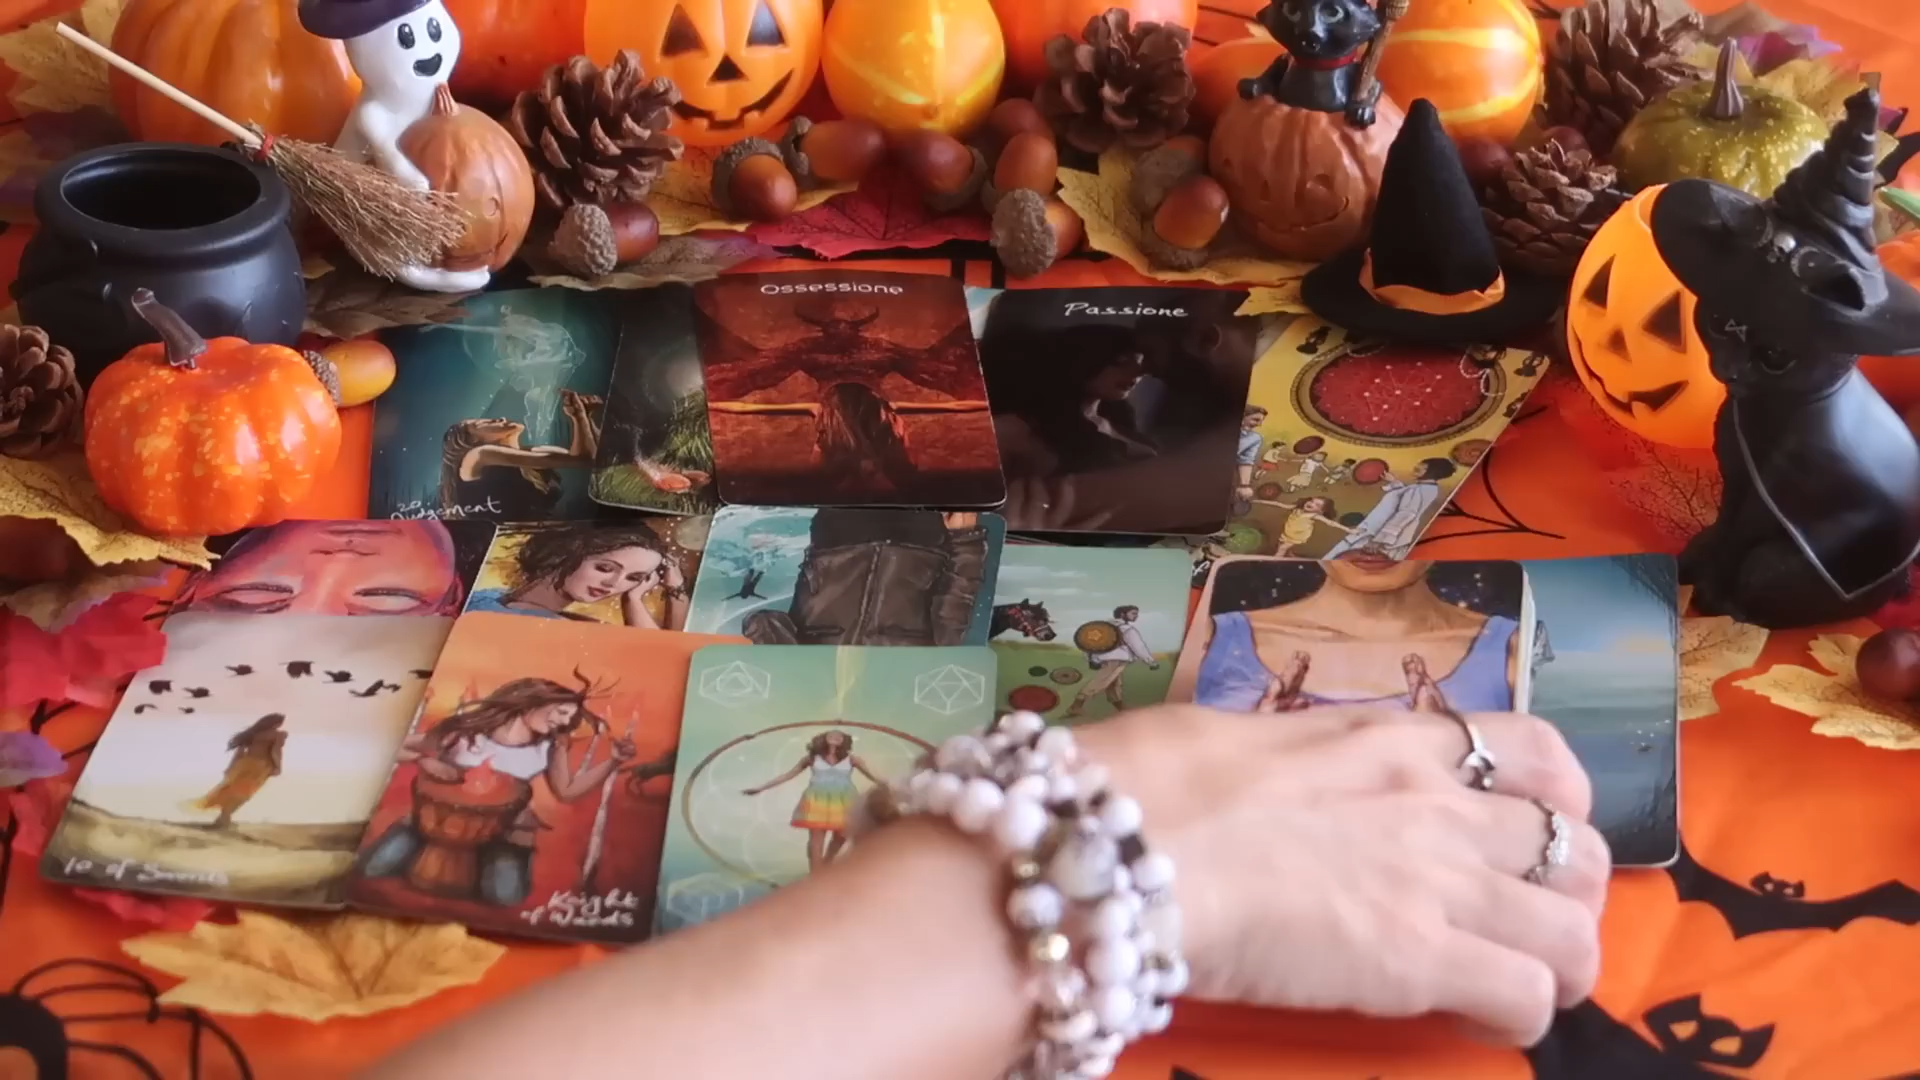 Ossessione
Passione
20
Judgement
10 of Swords
Knight
of Wands